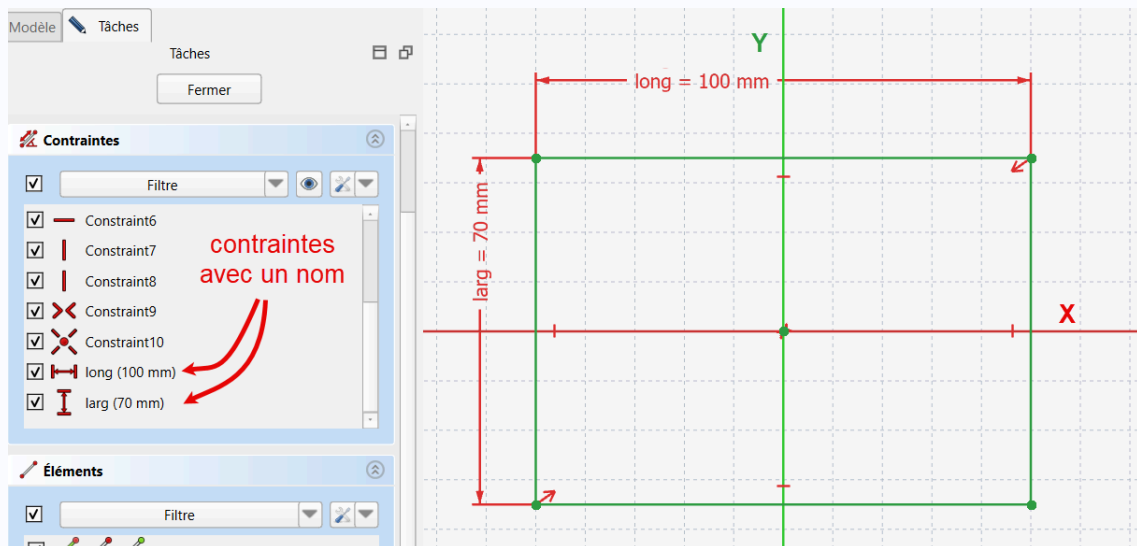 Modèle
Tâches
Tâches
Fermer
Contraintes
Filtre
Constraint6
Constraint7
Constraint8
Constraint9
Constraint10
long (100 mm)
larg (70 mm)
contraintes
avec un nom
Éléments
Filtre
Y
long = 100 mm
larg = 70 mm
X